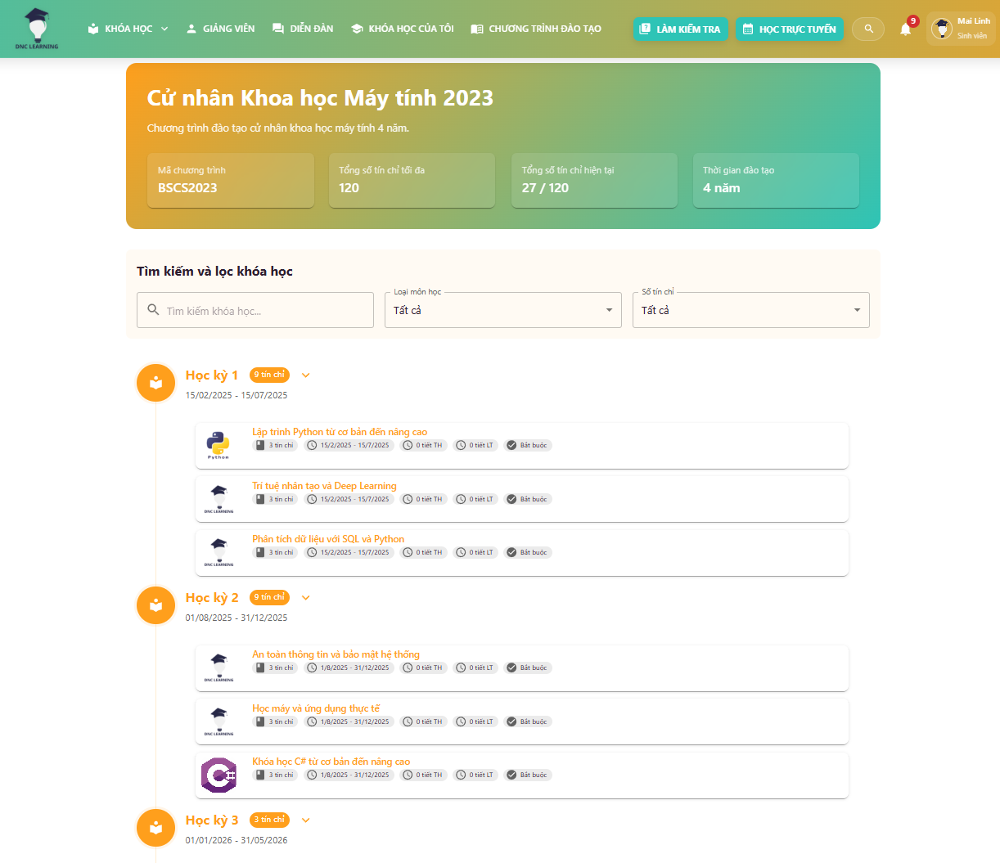 DNC LEARNING
KHÓA HỌC
GIẢNG VIÊN
DIỄN ĐÀN
KHÓA HỌC CỦA TÔI
CHƯƠNG TRÌNH ĐÀO TẠO
LÀM KIỂM TRA
HỌC TRỰC TUYẾN
9
Mai Linh
Sinh viên
Cử nhân Khoa học Máy tính 2023
Chương trình đào tạo cử nhân khoa học máy tính 4 năm.
Mã chương trình
BSCS2023
Tổng số tín chỉ tối đa
120
Tổng số tín chỉ hiện tại
27 / 120
Thời gian đào tạo
4 năm
Tìm kiếm và lọc khóa học
Tìm kiếm khóa học...
Loại môn học
Tất cả
Số tín chỉ
Tất cả
Học kỳ 1 9 tín chỉ
15/02/2025 - 15/07/2025
Python
Lập trình Python từ cơ bản đến nâng cao
3 tín chỉ 15/2/2025 - 15/7/2025 0 tiết TH 0 tiết LT Bắt buộc
DNC LEARNING
Trí tuệ nhân tạo và Deep Learning
3 tín chỉ 15/2/2025 - 15/7/2025 0 tiết TH 0 tiết LT Bắt buộc
DNC LEARNING
Phân tích dữ liệu với SQL và Python
3 tín chỉ 15/2/2025 - 15/7/2025 0 tiết TH 0 tiết LT Bắt buộc
Học kỳ 2 9 tín chỉ
01/08/2025 - 31/12/2025
DNC LEARNING
An toàn thông tin và bảo mật hệ thống
3 tín chỉ 1/8/2025 - 31/12/2025 0 tiết TH 0 tiết LT Bắt buộc
DNC LEARNING
Học máy và ứng dụng thực tế
3 tín chỉ 1/8/2025 - 31/12/2025 0 tiết TH 0 tiết LT Bắt buộc
C#
Khóa học C# từ cơ bản đến nâng cao
3 tín chỉ 1/8/2025 - 31/12/2025 0 tiết TH 0 tiết LT Bắt buộc
Học kỳ 3 3 tín chỉ
01/01/2026 - 31/05/2026